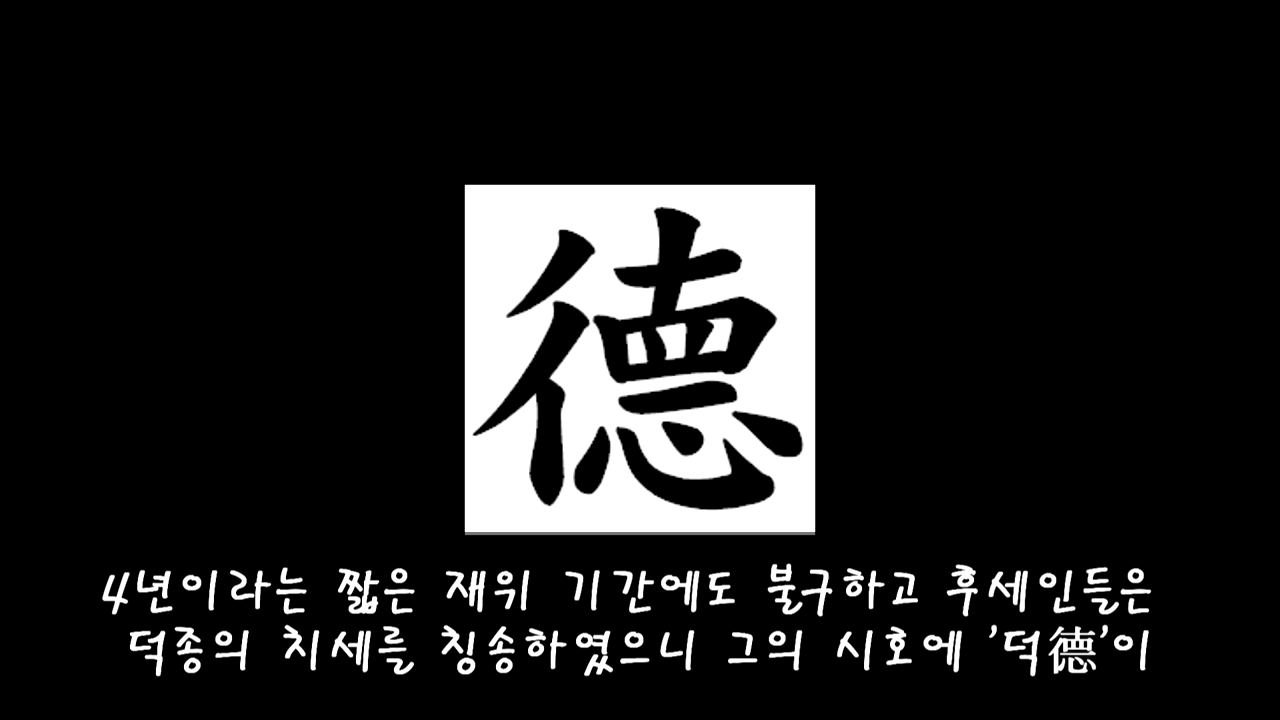 德
4년이라는 짧은 재위 기간에도 불구하고 후세인들은
덕종의 치세를 칭송하였으니 그의 시호에 '덕德'이